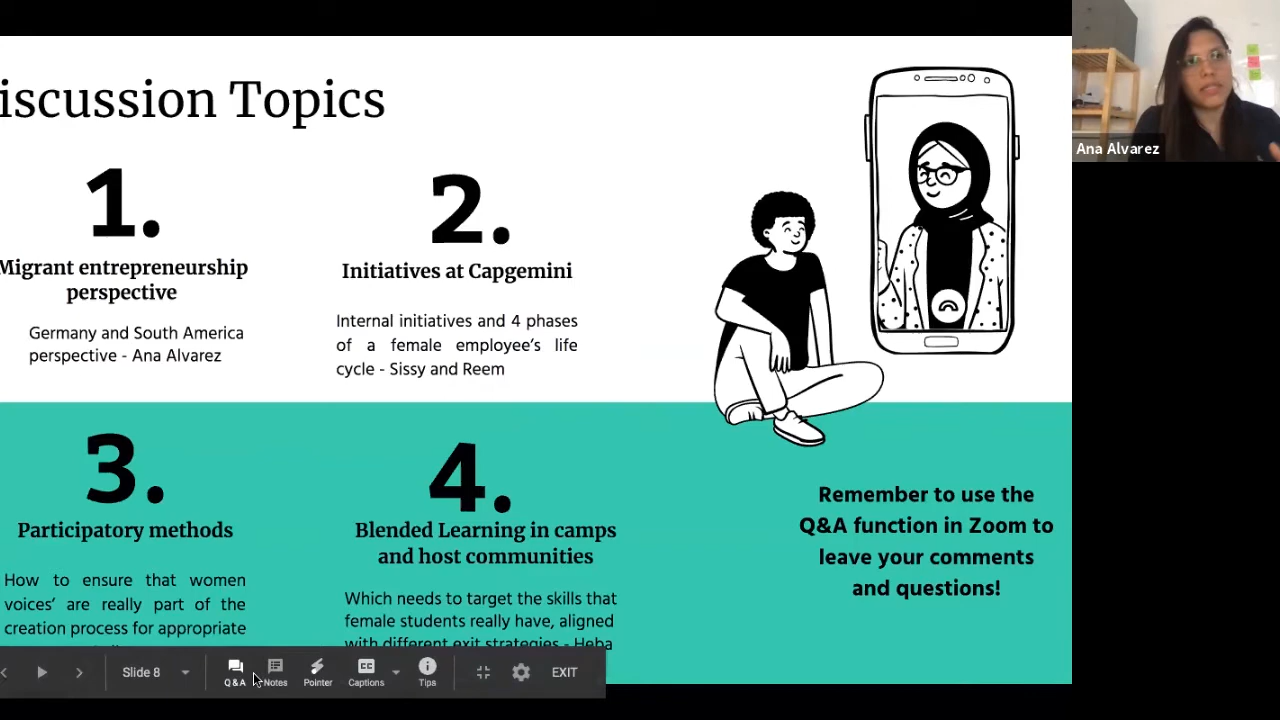 iscussion Topics
1.
Migrant entrepreneurship
perspective
Germany and South America
perspective - Ana Alvarez
2.
Initiatives at Capgemini
Internal initiatives and 4 phases
of a female employee's life
cycle - Sissy and Reem
3.
Participatory methods
How to ensure that women
voices' are really part of the
creation process for appropriate
4.
Blended Learning in camps
and host communities
Which needs to target the skills that
female students really have, aligned
with different exit strategies - Heba
Remember to use the
Q&A function in Zoom to
leave your comments
and questions!
Ana Alvarez
Slide 8
Q&A
Notes
Pointer
CC
Captions
Tips
EXIT